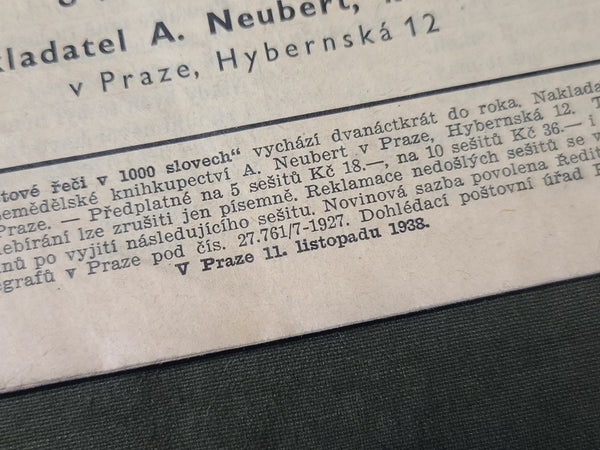 kladatel A. Neubert,
v Praze, Hybernská 12
tové řeči v 1000 slovech“ vychází dvanáctkrát do roka. Naklada
emědělské knihkupectví A. Neubert v Praze, Hybernská 12. T
Praze. — Předplatné na 5 sešitů Kč 18.—, na 10 sešitů Kč 36.— i
ebírání lze zrušiti jen písemně. Reklamace nedošlých sešitů se v
nů po vyjití následujícího sešitu. Novinová sazba povolena Ředit
egrafů v Praze pod čís. 27.761/7-1927. Dohlédací poštovní úřad P
V Praze 11. listopadu 1938.